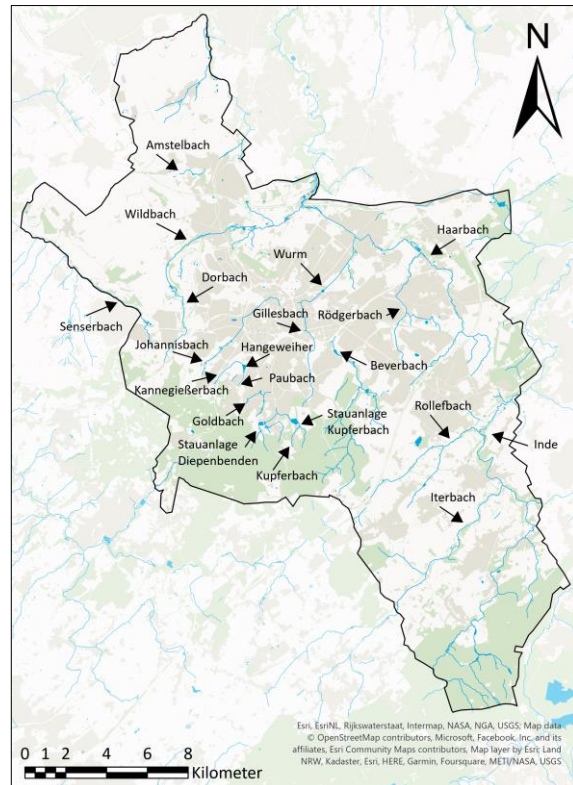 N
Amstelbach
Wildbach
Haarbach
Wurm
Dorbach
Gillesbach
Rödgerbach
Senserbach
Johannisbach
Hangeweiher
Beverbach
Kannegießerbach
Paubach
Goldbach
Stauanlage
Kupferbach
Rollefbach
Inde
Stauanlage
Diepenbenden
Kupferbach
Iterbach
Esri, EsriNL, Rijkswaterstaat, Intermap, NASA, NGA, USGS; Map data
© OpenStreetMap contributors, Microsoft, Facebook, Inc. and its
affiliates, Esri Community Maps contributors, Map layer by Esri; Land
NRW, Kadaster, Esri, HERE, Garmin, Foursquare, METI/NASA, USGS
0 1 2 4 6 8
Kilometer